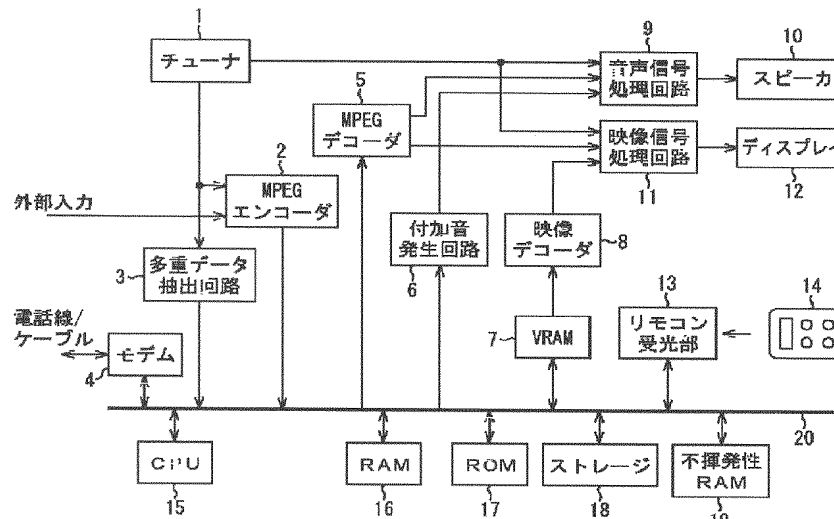 1
チューナ
9
音声信号
処理回路
10
スピーカ
5
MPEG
デコーダ
映像信号
処理回路
11
ディスプレイ
12
2
MPEG
エンコーダ
外部入力
3
多重データ
抽出回路
付加音
発生回路
6
映像
デコーダ
8
電話線/
ケーブル
モデム
4
7
VRAM
13
リモコン
受光部
14
20
CPU
15
RAM
16
ROM
17
ストレージ
18
不揮発性
RAM
19